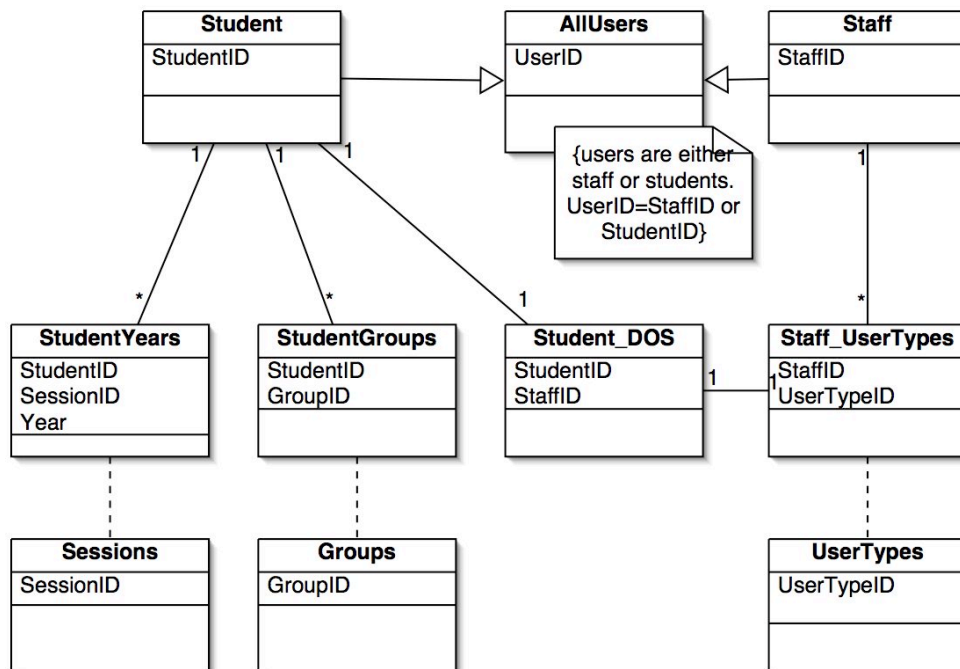 Student
StudentID
AllUsers
UserID
Staff
StaffID
{users are either
staff or students.
UserID=StaffID or
StudentID}
1
1
1
1
*
*
1
*
StudentYears
StudentID
SessionID
Year
StudentGroups
StudentID
GroupID
Student_DOS
StudentID
StaffID
1
1
Staff_UserTypes
StaffID
UserTypeID
Sessions
SessionID
Groups
GroupID
UserTypes
UserTypeID